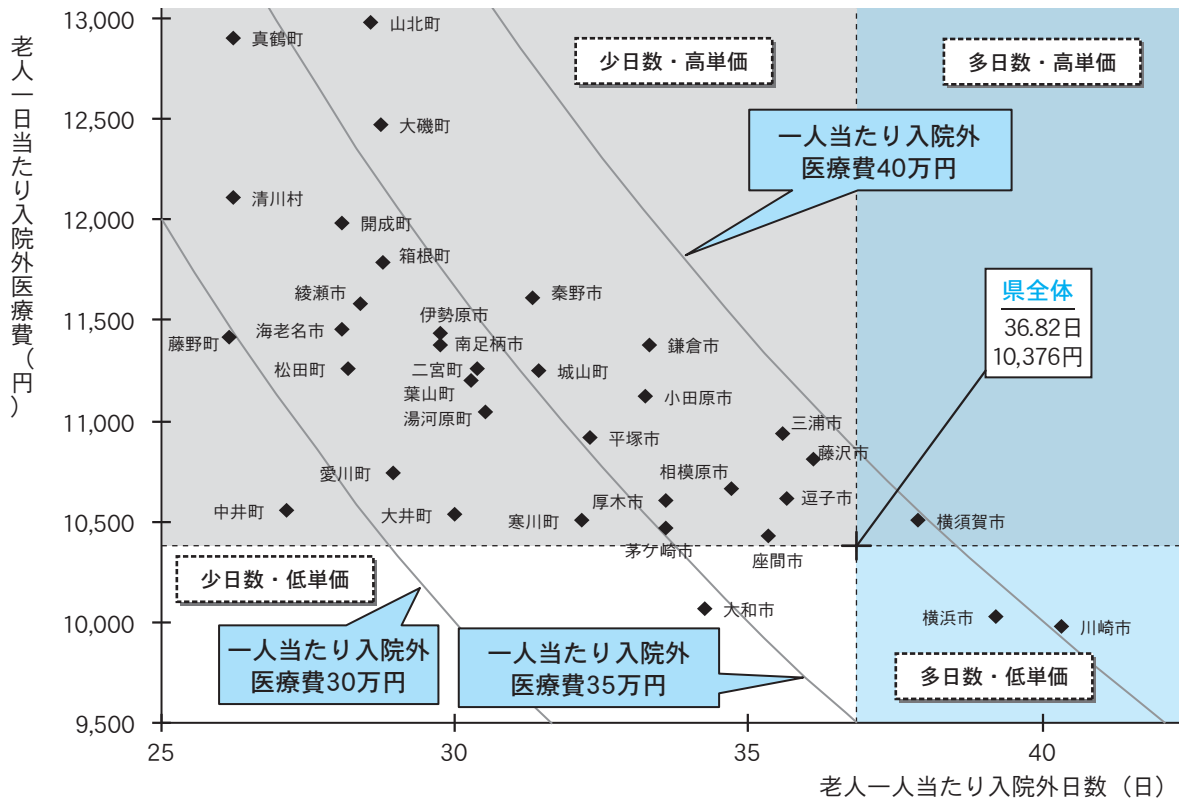 老人一日当たり入院外医療費（円）
13,000
12,500
12,000
11,500
11,000
10,500
10,000
9,500
山北町
真鶴町
少日数・高単価
多日数・高単価
大磯町
一人当たり入院外
医療費40万円
清川村
開成町
箱根町
綾瀬市
秦野市
県全体
36.82日
10,376円
伊勢原市
海老名市
藤野町
南足柄市
鎌倉市
松田町
二宮町
城山町
葉山町
小田原市
湯河原町
三浦市
平塚市
藤沢市
愛川町
相模原市
厚木市
逗子市
中井町
大井町
寒川町
横須賀市
茅ケ崎市
座間市
少日数・低単価
大和市
横浜市
川崎市
一人当たり入院外
医療費30万円
一人当たり入院外
医療費35万円
多日数・低単価
25
30
35
40
老人一人当たり入院外日数（日）